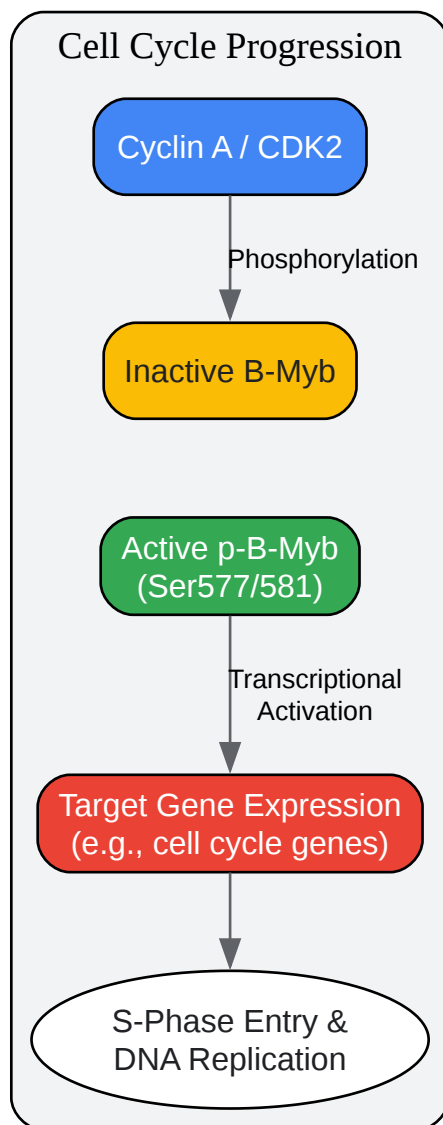 Cell Cycle Progression
Cyclin A / CDK2
Phosphorylation
Inactive B-Myb
Active p-B-Myb
(Ser577/581)
Transcriptional
Activation
Target Gene Expression
(e.g., cell cycle genes)
S-Phase Entry &
DNA Replication